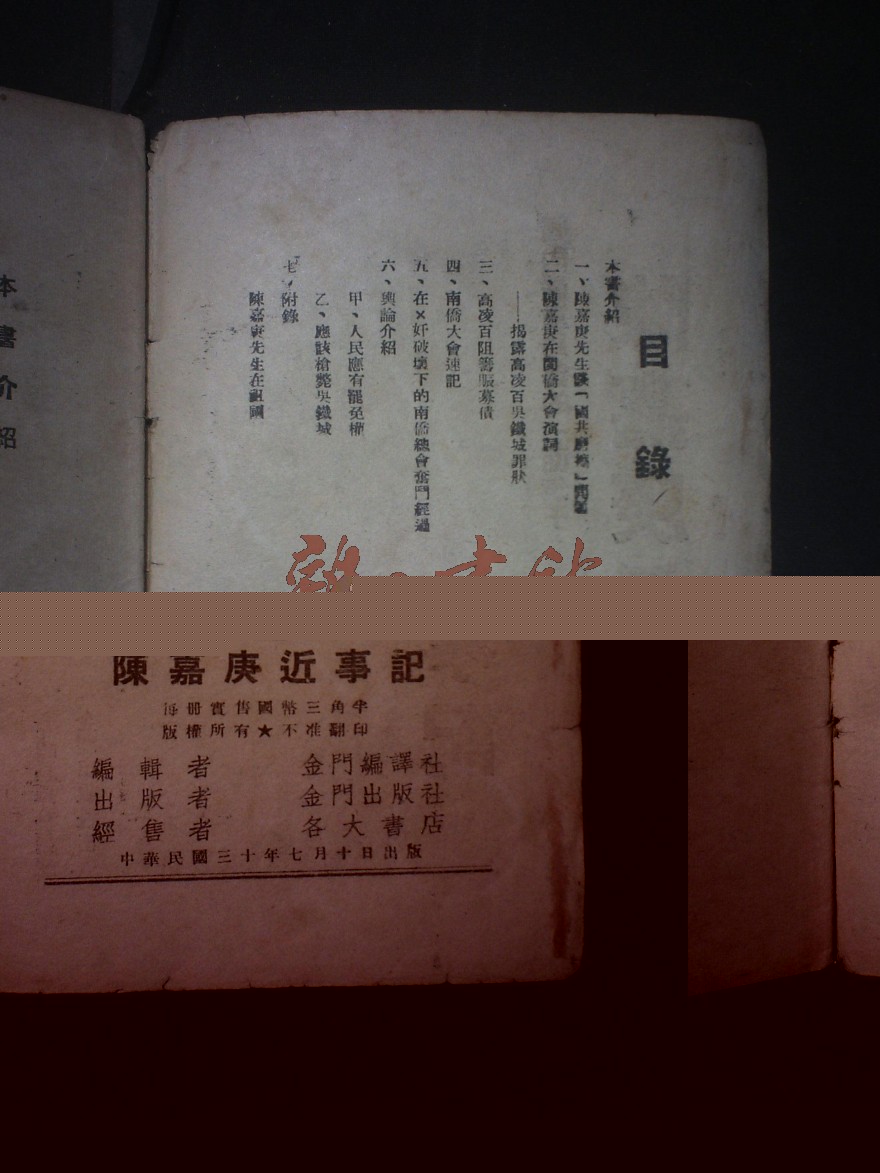 目錄
本書介紹
一、陳嘉庚先生談「國共磨擦」問題
二、陳嘉庚在閩僑大會演詞
——揭露高凌百吳鐵城罪狀
三、高凌百阻籌賑募債
四、南僑大會速記
五、在×奸破壞下的南僑總會奮鬥經過
六、輿論介紹
甲、人民應有罷免權
乙、應該槍斃吳鐵城
七、附錄
陳嘉庚先生在祖國
本書介紹
陳嘉庚近事記
每冊實售國幣三角半
版權所有★不准翻印
編輯者 金門編譯社
出版者 金門出版社
經售者 各大書店
中華民國三十年七月十日出版